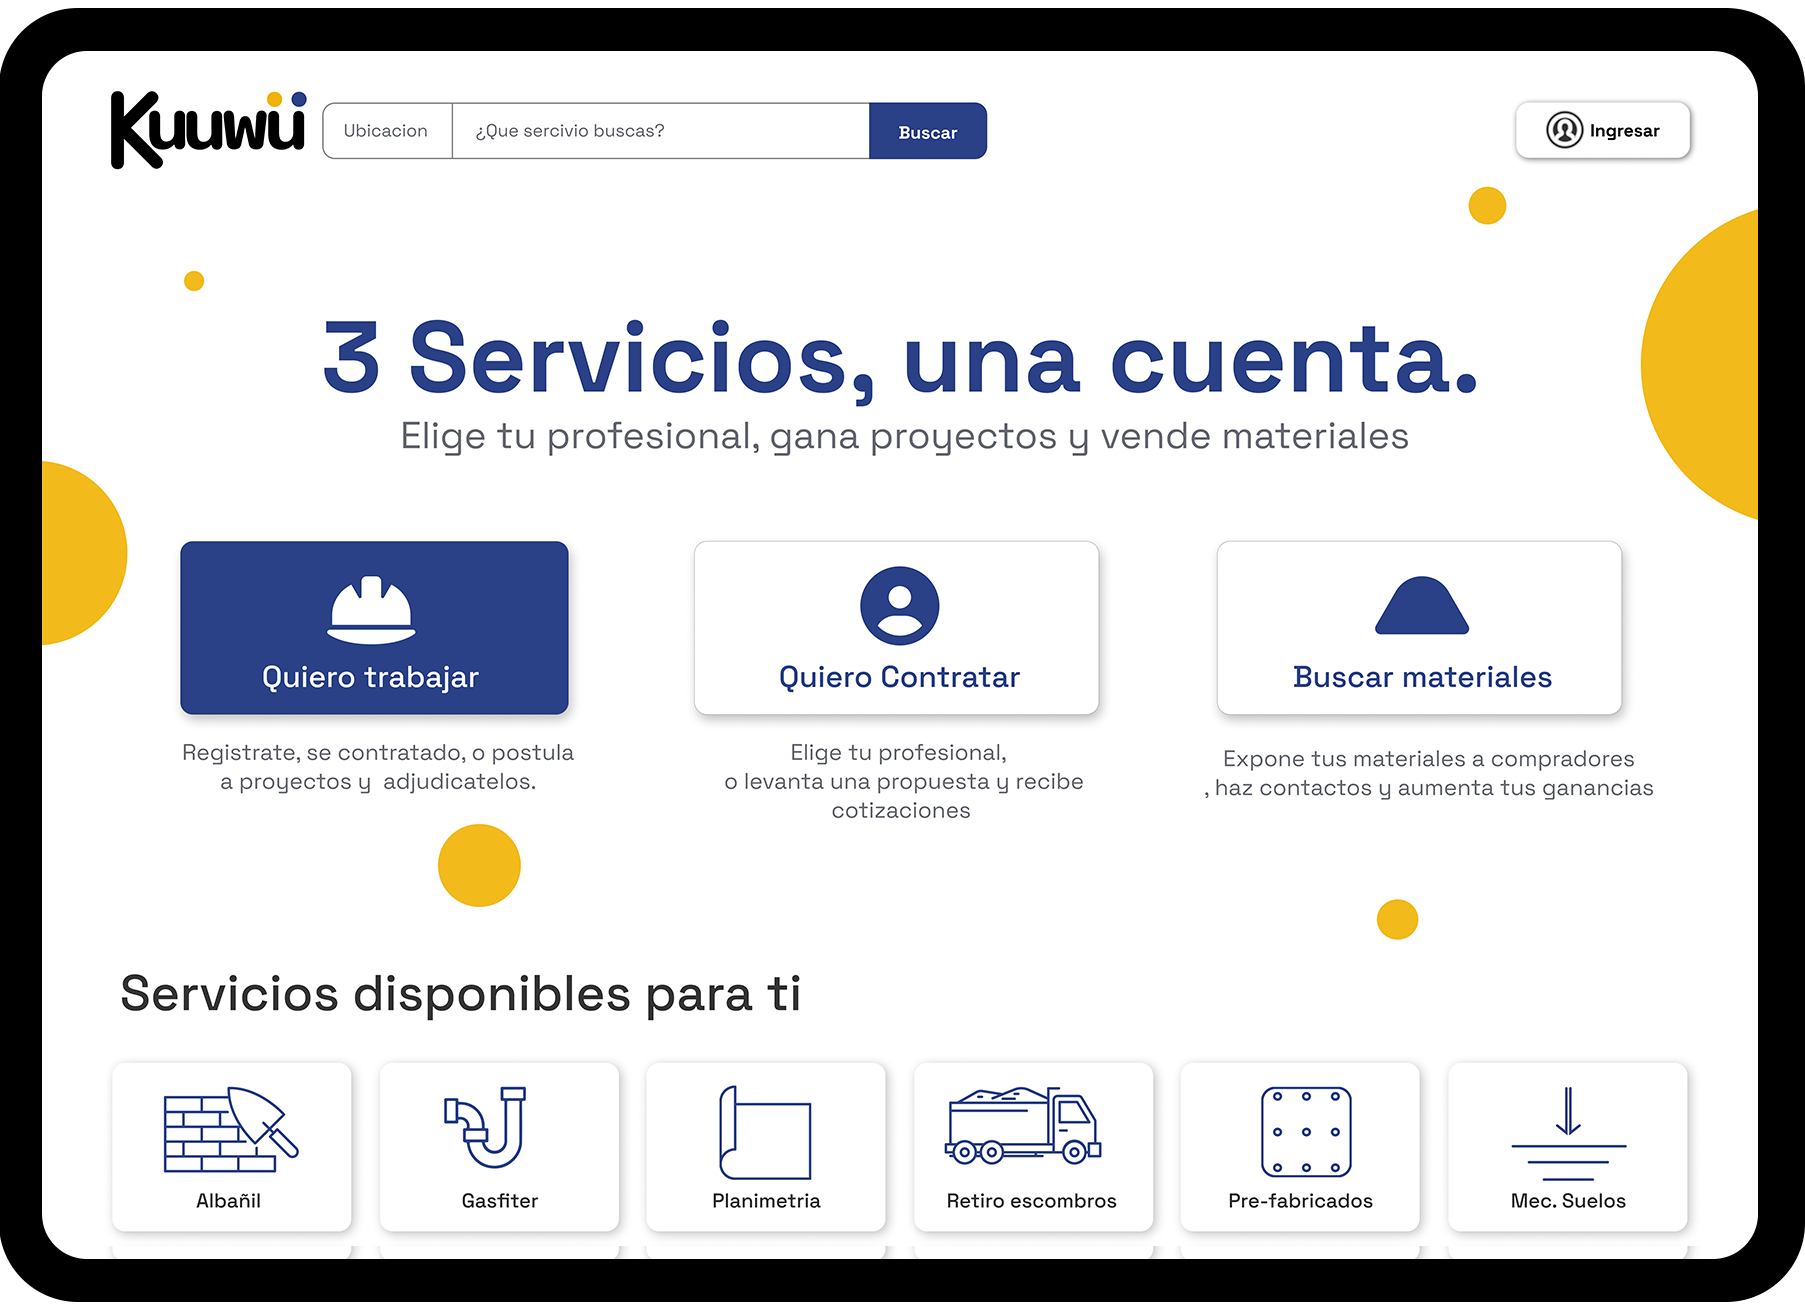 Kuuwü
Ubicacion
¿Que sercivio buscas?
Buscar
Ingresar
3 Servicios, una cuenta.
Elige tu profesional, gana proyectos y vende materiales
Quiero trabajar
Registrate, se contratado, o postula
a proyectos y adjudicatelos.
Quiero Contratar
Elige tu profesional,
o levanta una propuesta y recibe
cotizaciones
Buscar materiales
Expone tus materiales a compradores
, haz contactos y aumenta tus ganancias
Servicios disponibles para ti
Albañil
Gasfiter
Planimetria
Retiro escombros
Pre-fabricados
Mec. Suelos